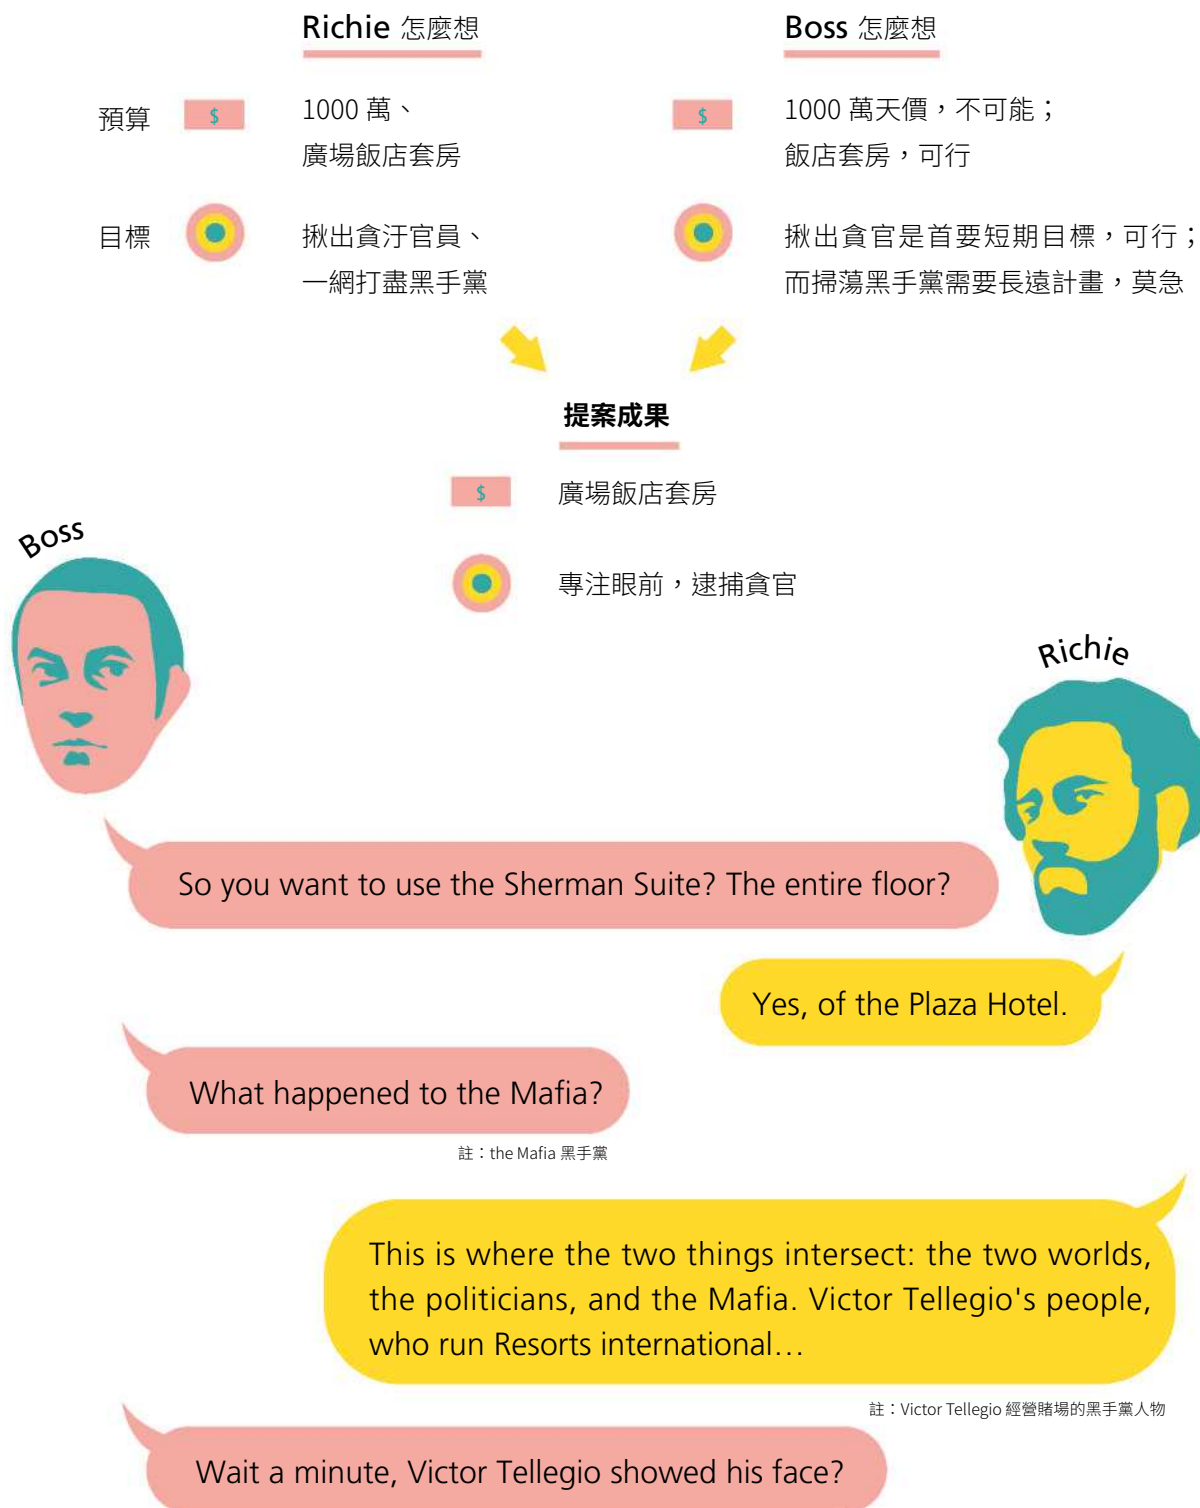 Richie 怎麼想
Boss 怎麼想
預算
$
1000 萬、
廣場飯店套房
$
1000 萬天價，不可能；
飯店套房，可行
目標
揪出貪汙官員、
一網打盡黑手黨
揪出貪官是首要短期目標，可行；
而掃蕩黑手黨需要長遠計畫，莫急
提案成果
$
廣場飯店套房
專注眼前，逮捕貪官
Boss
Richie
So you want to use the Sherman Suite? The entire floor?
Yes, of the Plaza Hotel.
What happened to the Mafia?
註：the Mafia 黑手黨
This is where the two things intersect: the two worlds,
the politicians, and the Mafia. Victor Tellegio's people,
who run Resorts international…
註：Victor Tellegio 經營賭場的黑手黨人物
Wait a minute, Victor Tellegio showed his face?